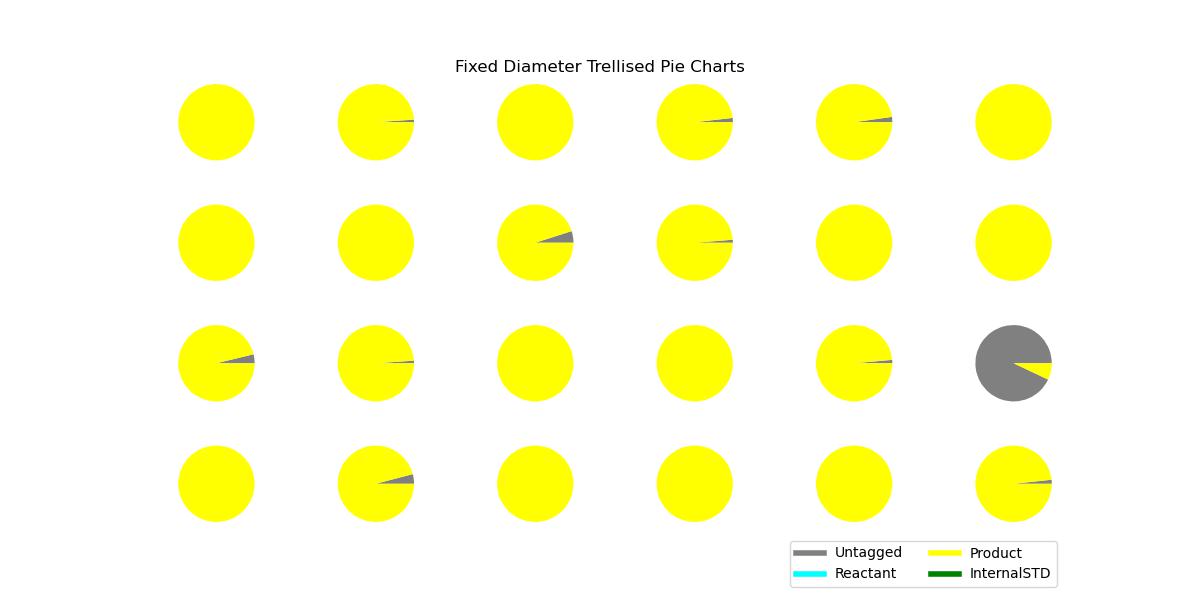 Fixed Diameter Trellised Pie Charts
Untagged Product
Reactant InternalSTD